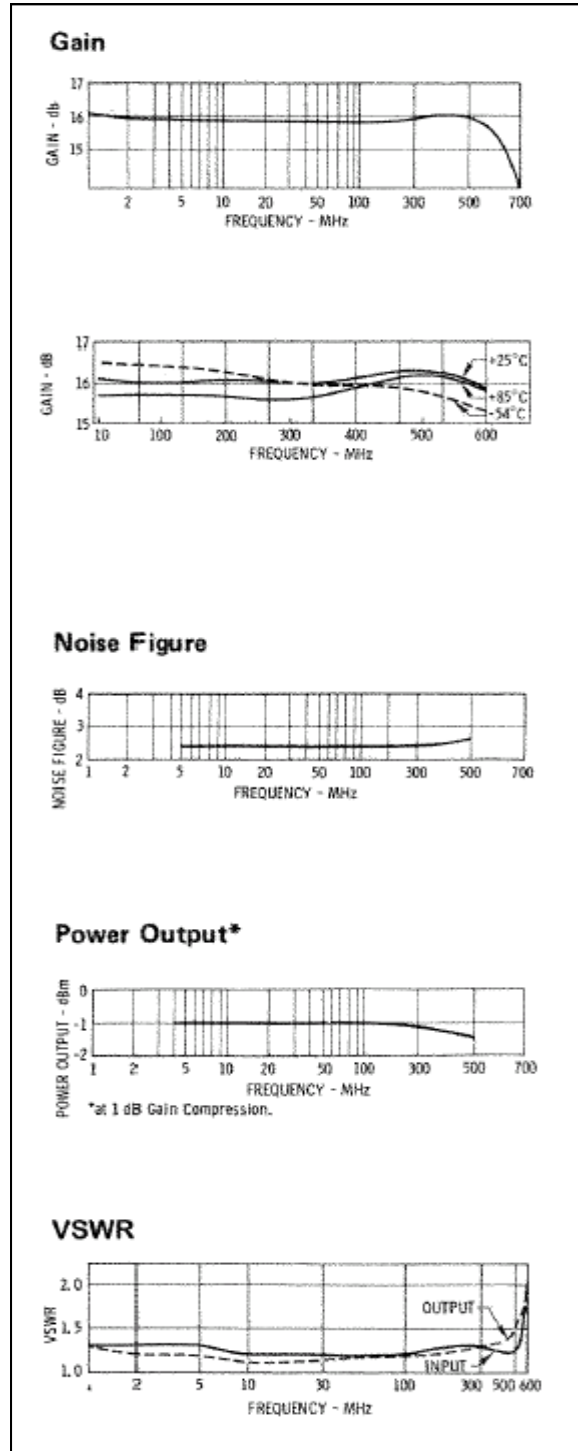 Gain
17
16
15
GAIN - db
2 5 10 20 50 100 300 500 700
FREQUENCY - MHz
17
16
15
GAIN - dB
+25°C
+85°C
-54°C
10 100 200 300 400 500 600
FREQUENCY - MHz
Noise Figure
4
3
2
NOISE FIGURE - dB
1 2 5 10 20 50 100 300 500 700
FREQUENCY - MHz
Power Output*
0
-1
-2
POWER OUTPUT - dBm
1 2 5 10 20 50 100 300 500 700
FREQUENCY - MHz
*at 1 dB Gain Compression.
VSWR
2.0
1.5
1.0
VSWR
OUTPUT
INPUT
2 5 10 30 100 300 500 600
FREQUENCY - MHz